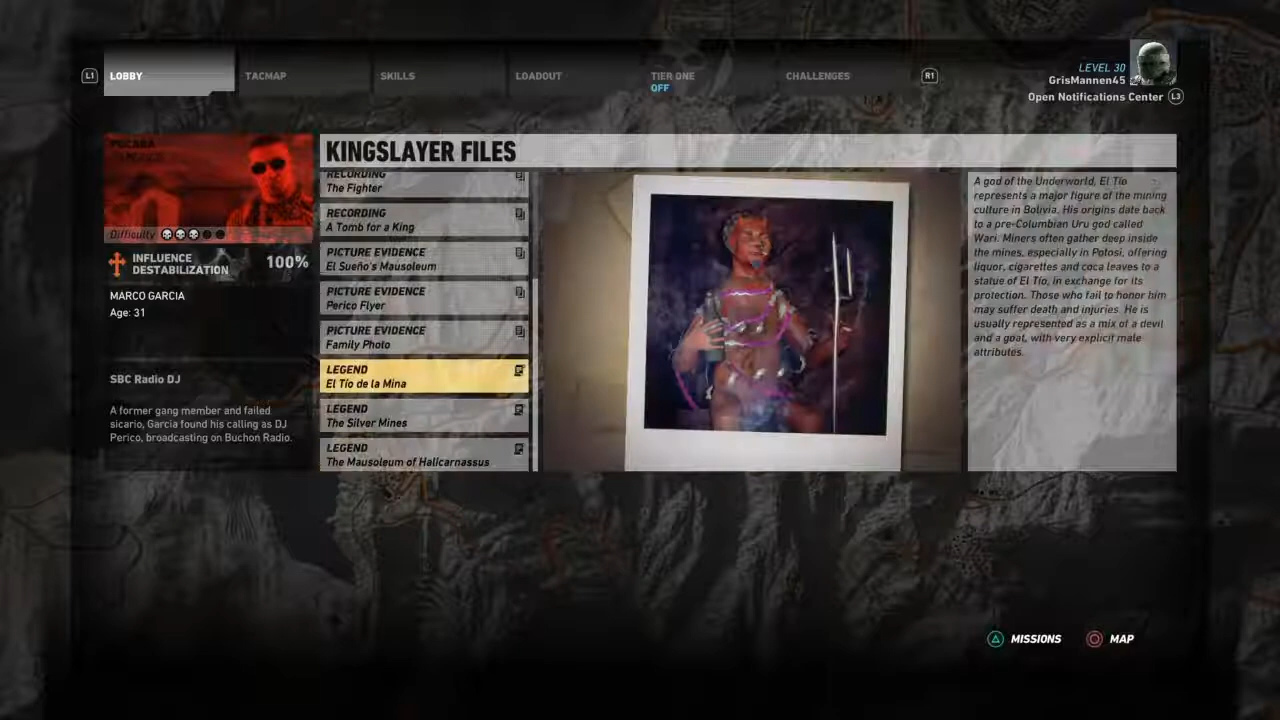 L1
LOBBY
TACMAP
SKILLS
LOADOUT
TIER ONE
OFF
CHALLENGES
R1
LEVEL 30
GrisMannen45
Open Notifications Center L3
PUCARA
Difficulty
INFLUENCE
DESTABILIZATION
100%
MARCO GARCIA
Age: 31
SBC Radio DJ
A former gang member and failed
sicario, Garcia found his calling as DJ
Perico, broadcasting on Buchon Radio.
KINGSLAYER FILES
RECORDING
The Fighter
RECORDING
A Tomb for a King
PICTURE EVIDENCE
El Sueño's Mausoleum
PICTURE EVIDENCE
Perico Flyer
PICTURE EVIDENCE
Family Photo
LEGEND
El Tío de la Mina
LEGEND
The Silver Mines
LEGEND
The Mausoleum of Halicarnassus
A god of the Underworld, El Tío
represents a major figure of the mining
culture in Bolivia. His origins date back
to a pre-Columbian Uru god called
Wari. Miners often gather deep inside
the mines, especially in Potosi, offering
liquor, cigarettes and coca leaves to a
statue of El Tío, in exchange for its
protection. Those who fail to honor him
may suffer death and injuries. He is
usually represented as a mix of a devil
and a goat, with very explicit male
attributes.
MISSIONS
MAP